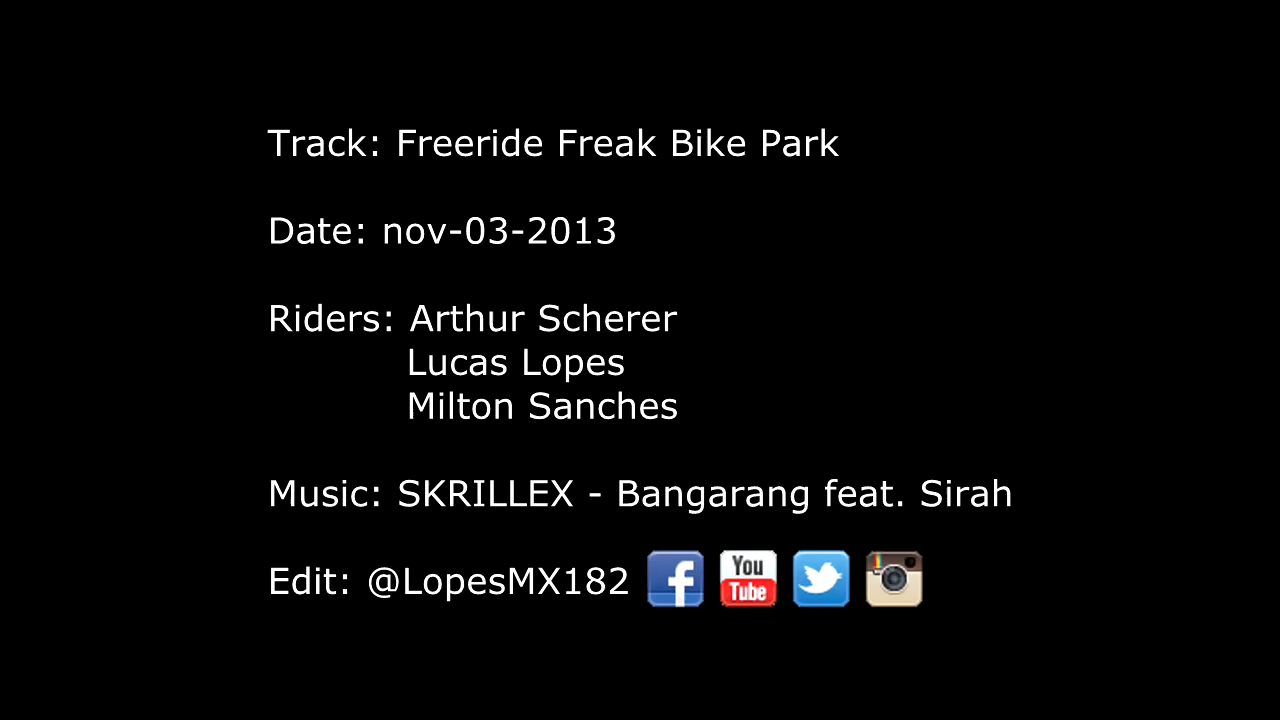 Track: Freeride Freak Bike Park
Date: nov-03-2013
Riders: Arthur Scherer
Lucas Lopes
Milton Sanches
Music: SKRILLEX - Bangarang feat. Sirah
Edit: @LopesMX182 f You Tube